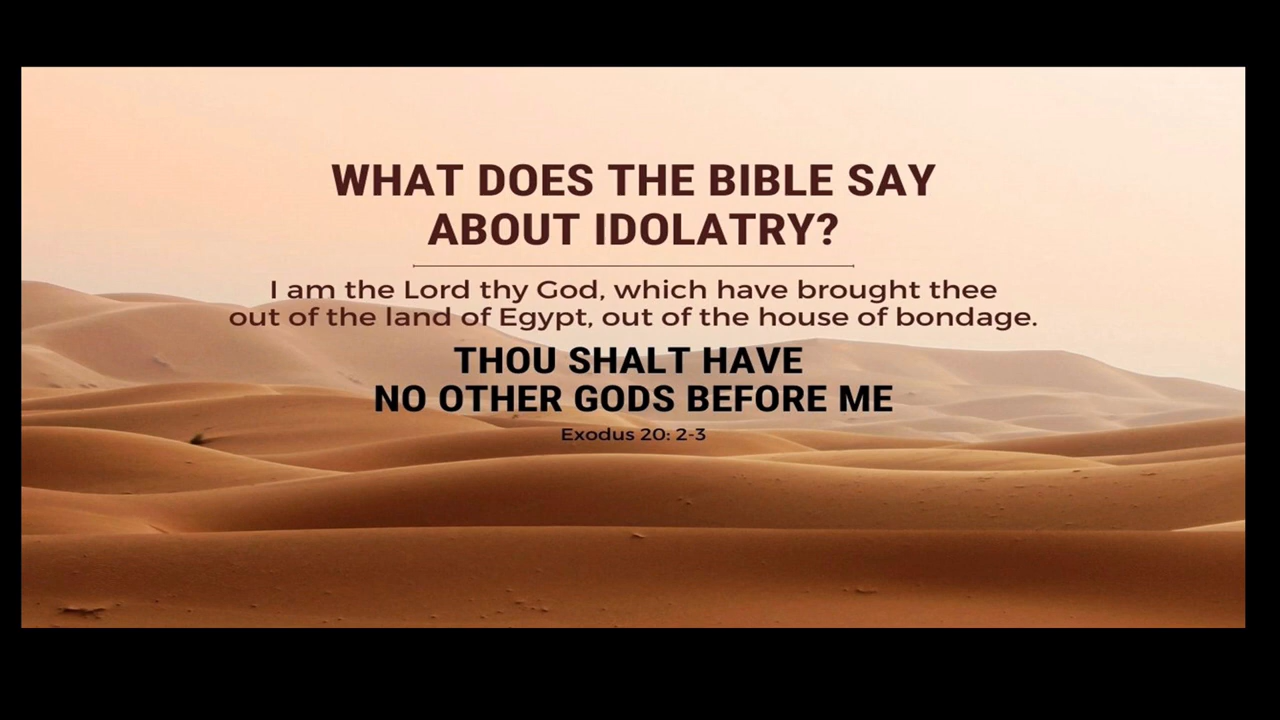 WHAT DOES THE BIBLE SAY
ABOUT IDOLATRY?
I am the Lord thy God, which have brought thee
out of the land of Egypt, out of the house of bondage.
THOU SHALT HAVE
NO OTHER GODS BEFORE ME
Exodus 20: 2-3